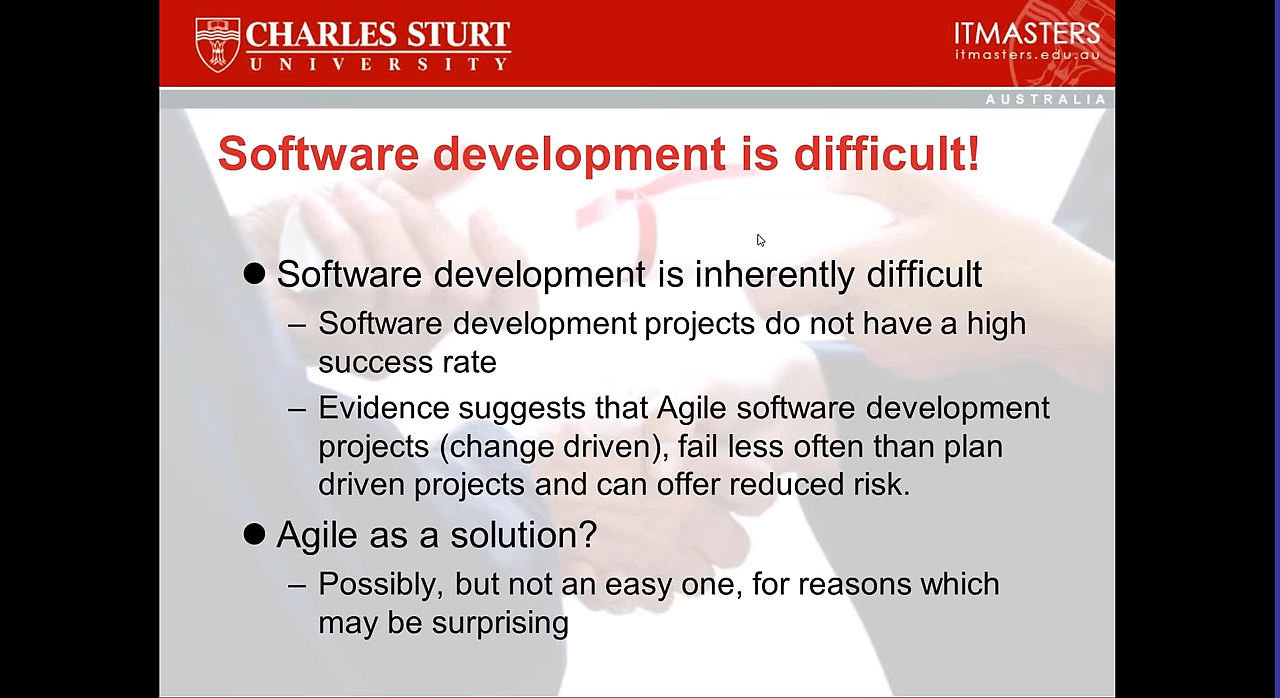 CHARLES STURT
UNIVERSITY
ITMASTERS
itmasters.edu.au
AUSTRALIA
Software development is difficult!
● Software development is inherently difficult
– Software development projects do not have a high
success rate
– Evidence suggests that Agile software development
projects (change driven), fail less often than plan
driven projects and can offer reduced risk.
● Agile as a solution?
– Possibly, but not an easy one, for reasons which
may be surprising